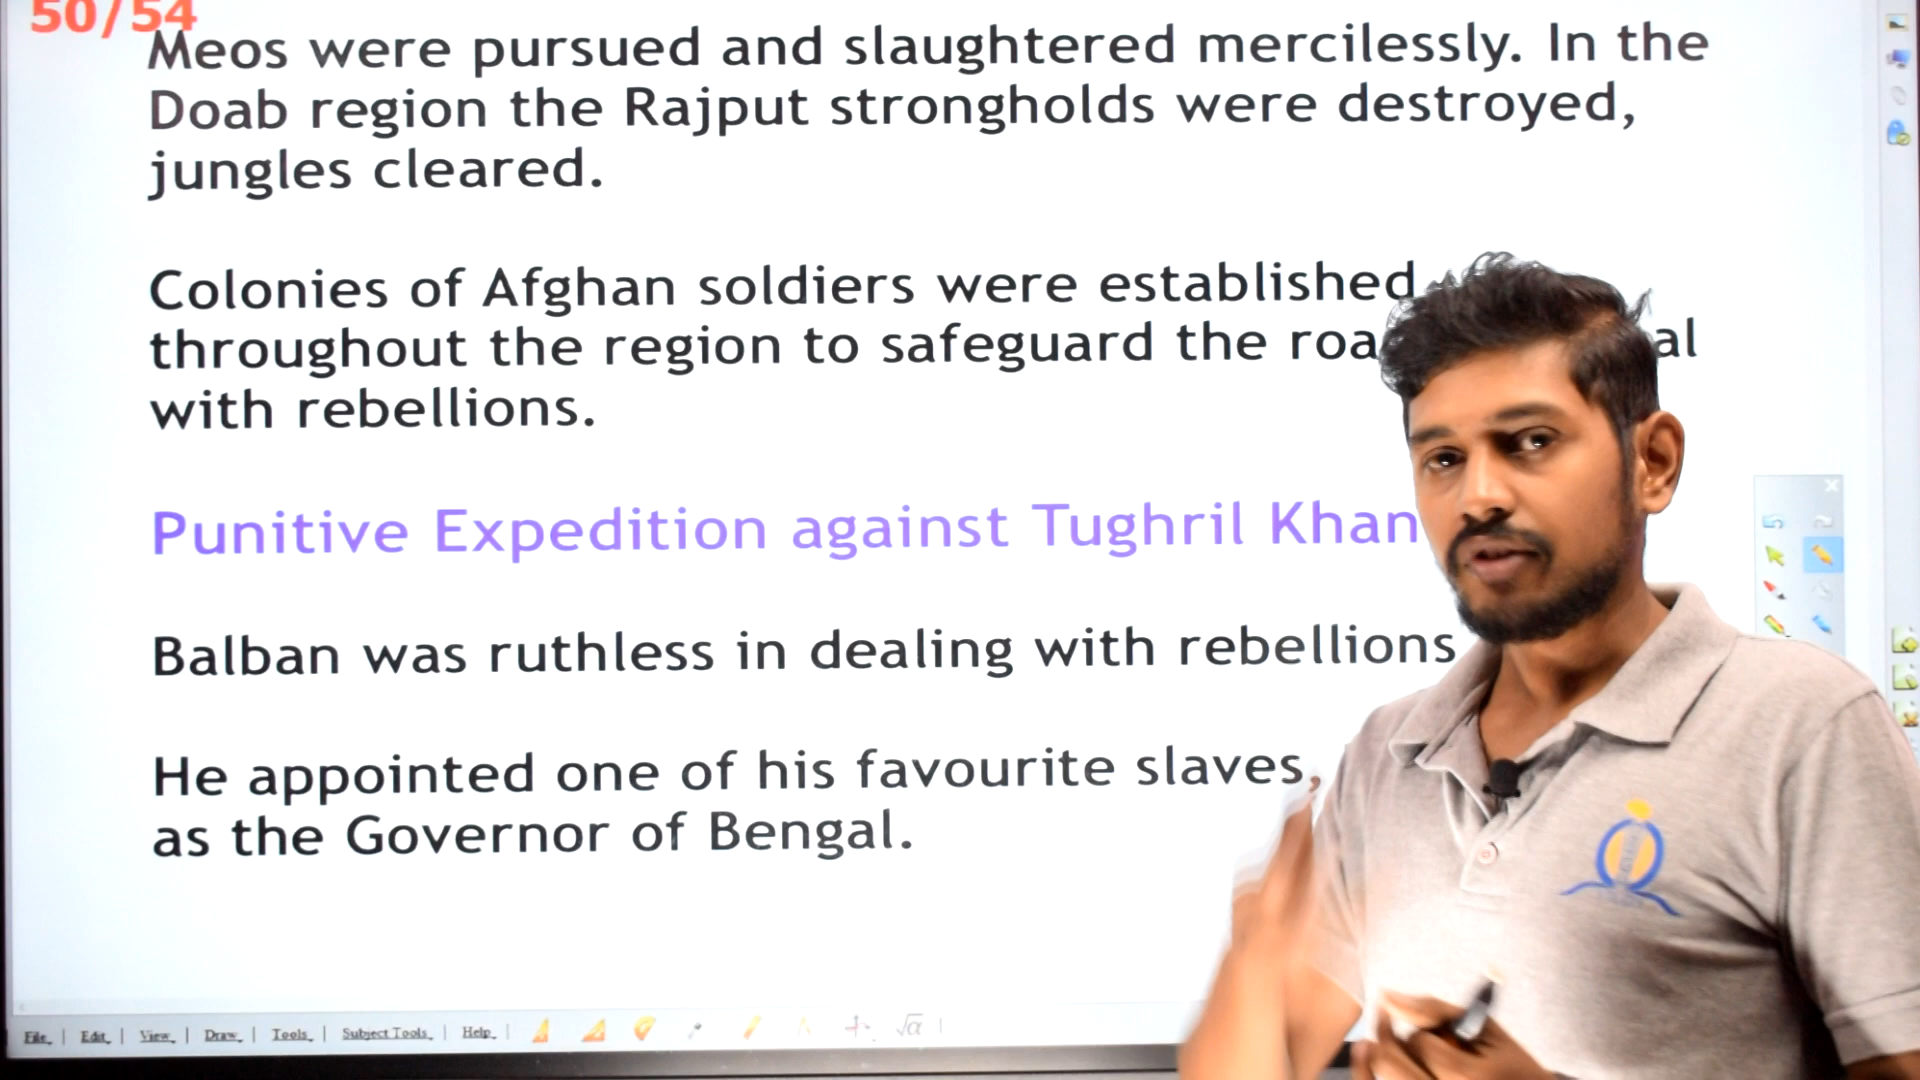 50/54
Meos were pursued and slaughtered mercilessly. In the
Doab region the Rajput strongholds were destroyed,
jungles cleared.
Colonies of Afghan soldiers were established
throughout the region to safeguard the
with rebellions.
Punitive Expedition against Tughril Khan
Balban was ruthless in dealing with rebellions
He appointed one of his favourite slaves,
as the Governor of Bengal.
File | Edit | View | Draw | Tools | Subject Tools | Help |